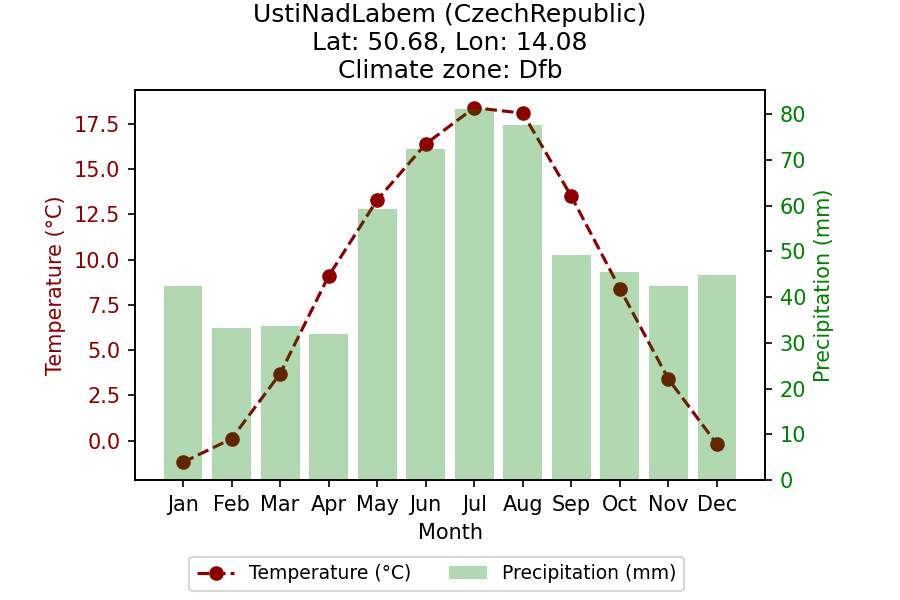 UstiNadLabem (CzechRepublic)
Lat: 50.68, Lon: 14.08
Climate zone: Dfb
Temperature (°C)
17.5
15.0
12.5
10.0
7.5
5.0
2.5
0.0
80
70
60
50
40
30
20
10
0
Precipitation (mm)
Jan Feb Mar Apr May Jun Jul Aug Sep Oct Nov Dec
Month
Temperature (°C) Precipitation (mm)